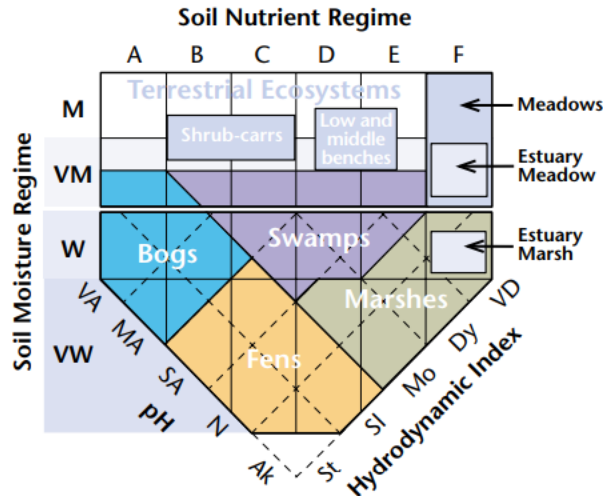 Soil Nutrient Regime
A B C D E F
Terrestrial Ecosystems
M
Meadows
Shrub-carrs
Low and
middle
benches
Estuary
Meadow
VM
Soil Moisture Regime
W
Bogs
Swamps
Estuary
Marsh
Marshes
VW
Fens
VA
MA
SA
N
Ak
pH
St
Sl
Mo
Dy
VD
Hydrodynamic Index